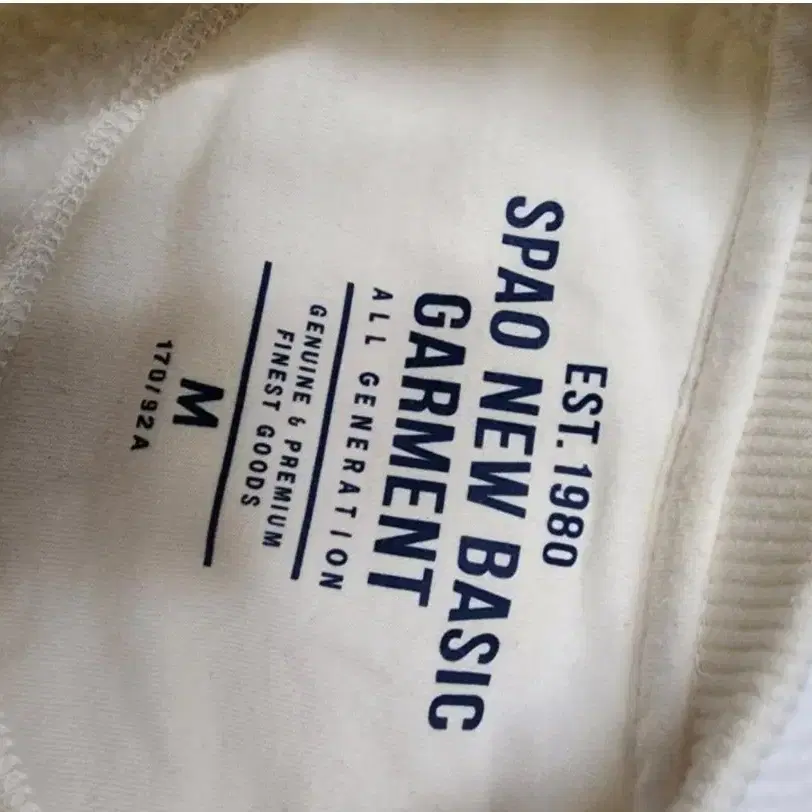 EST. 1980
SPAO NEW BASIC
GARMENT
ALL GENERATION
GENUINE & PREMIUM
FINEST GOODS
M
170/92A